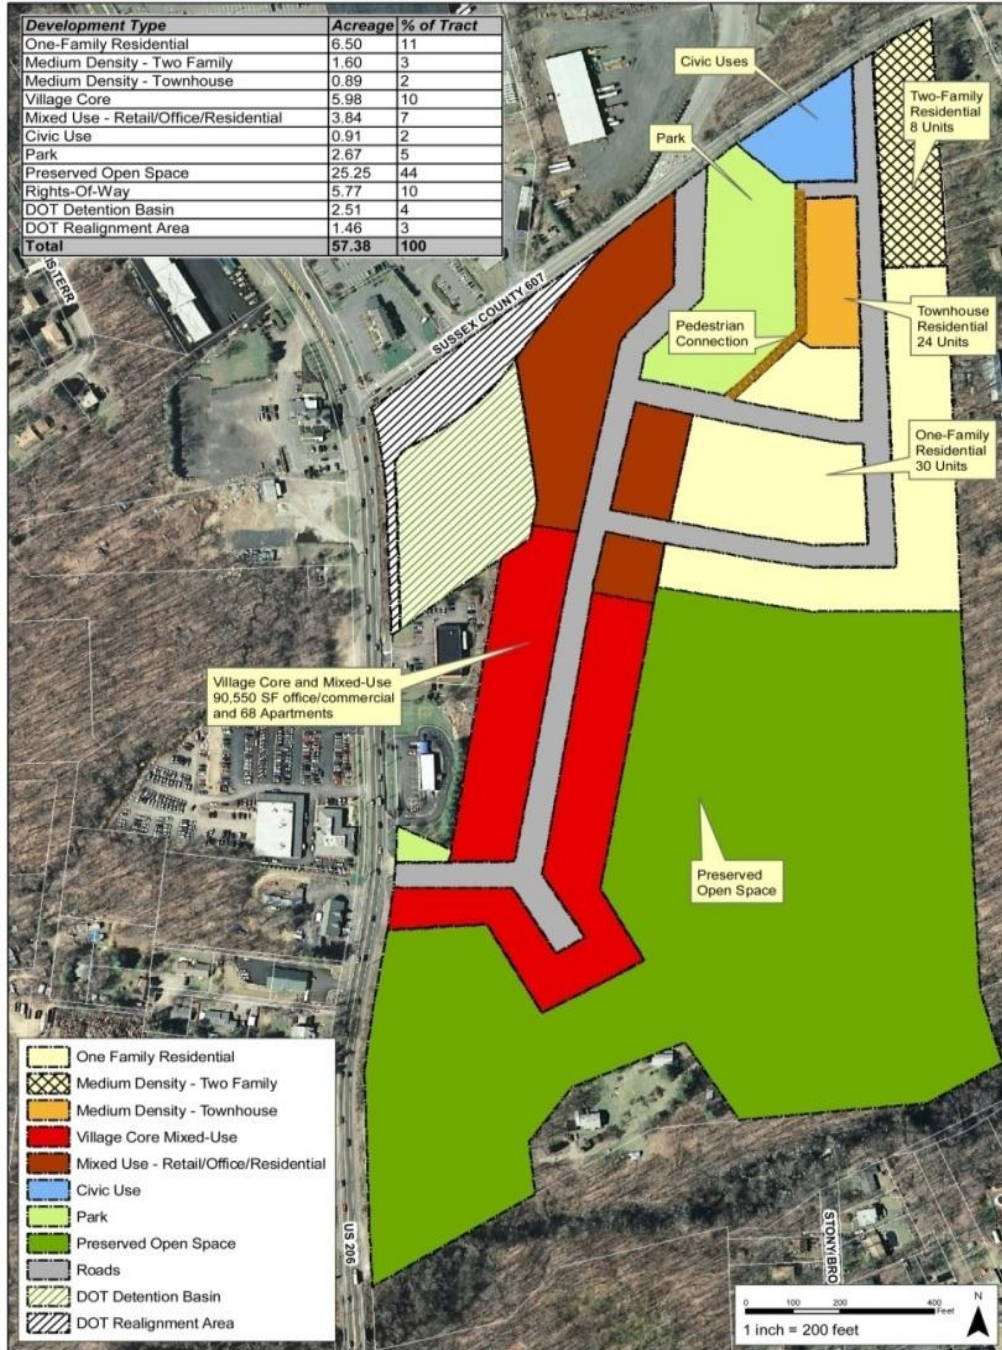 Development Type Acreage % of Tract
One-Family Residential 6.50 11
Medium Density - Two Family 1.60 3
Medium Density - Townhouse 0.89 2
Village Core 5.98 10
Mixed Use - Retail/Office/Residential 3.84 7
Civic Use 0.91 2
Park 2.67 5
Preserved Open Space 25.25 44
Rights-Of-Way 5.77 10
DOT Detention Basin 2.51 4
DOT Realignment Area 1.46 3
Total 57.38 100
TERR
SUSSEX COUNTY 607
Civic Uses
Park
Two-Family
Residential
8 Units
Pedestrian
Connection
Townhouse
Residential
24 Units
One-Family
Residential
30 Units
Village Core and Mixed-Use
90,550 SF office/commercial
and 68 Apartments
Preserved
Open Space
One Family Residential
Medium Density - Two Family
Medium Density - Townhouse
Village Core Mixed-Use
Mixed Use - Retail/Office/Residential
Civic Use
Park
Preserved Open Space
Roads
DOT Detention Basin
DOT Realignment Area
US 206
STONY BRO
0 100 200 400
Feet
N
1 inch = 200 feet